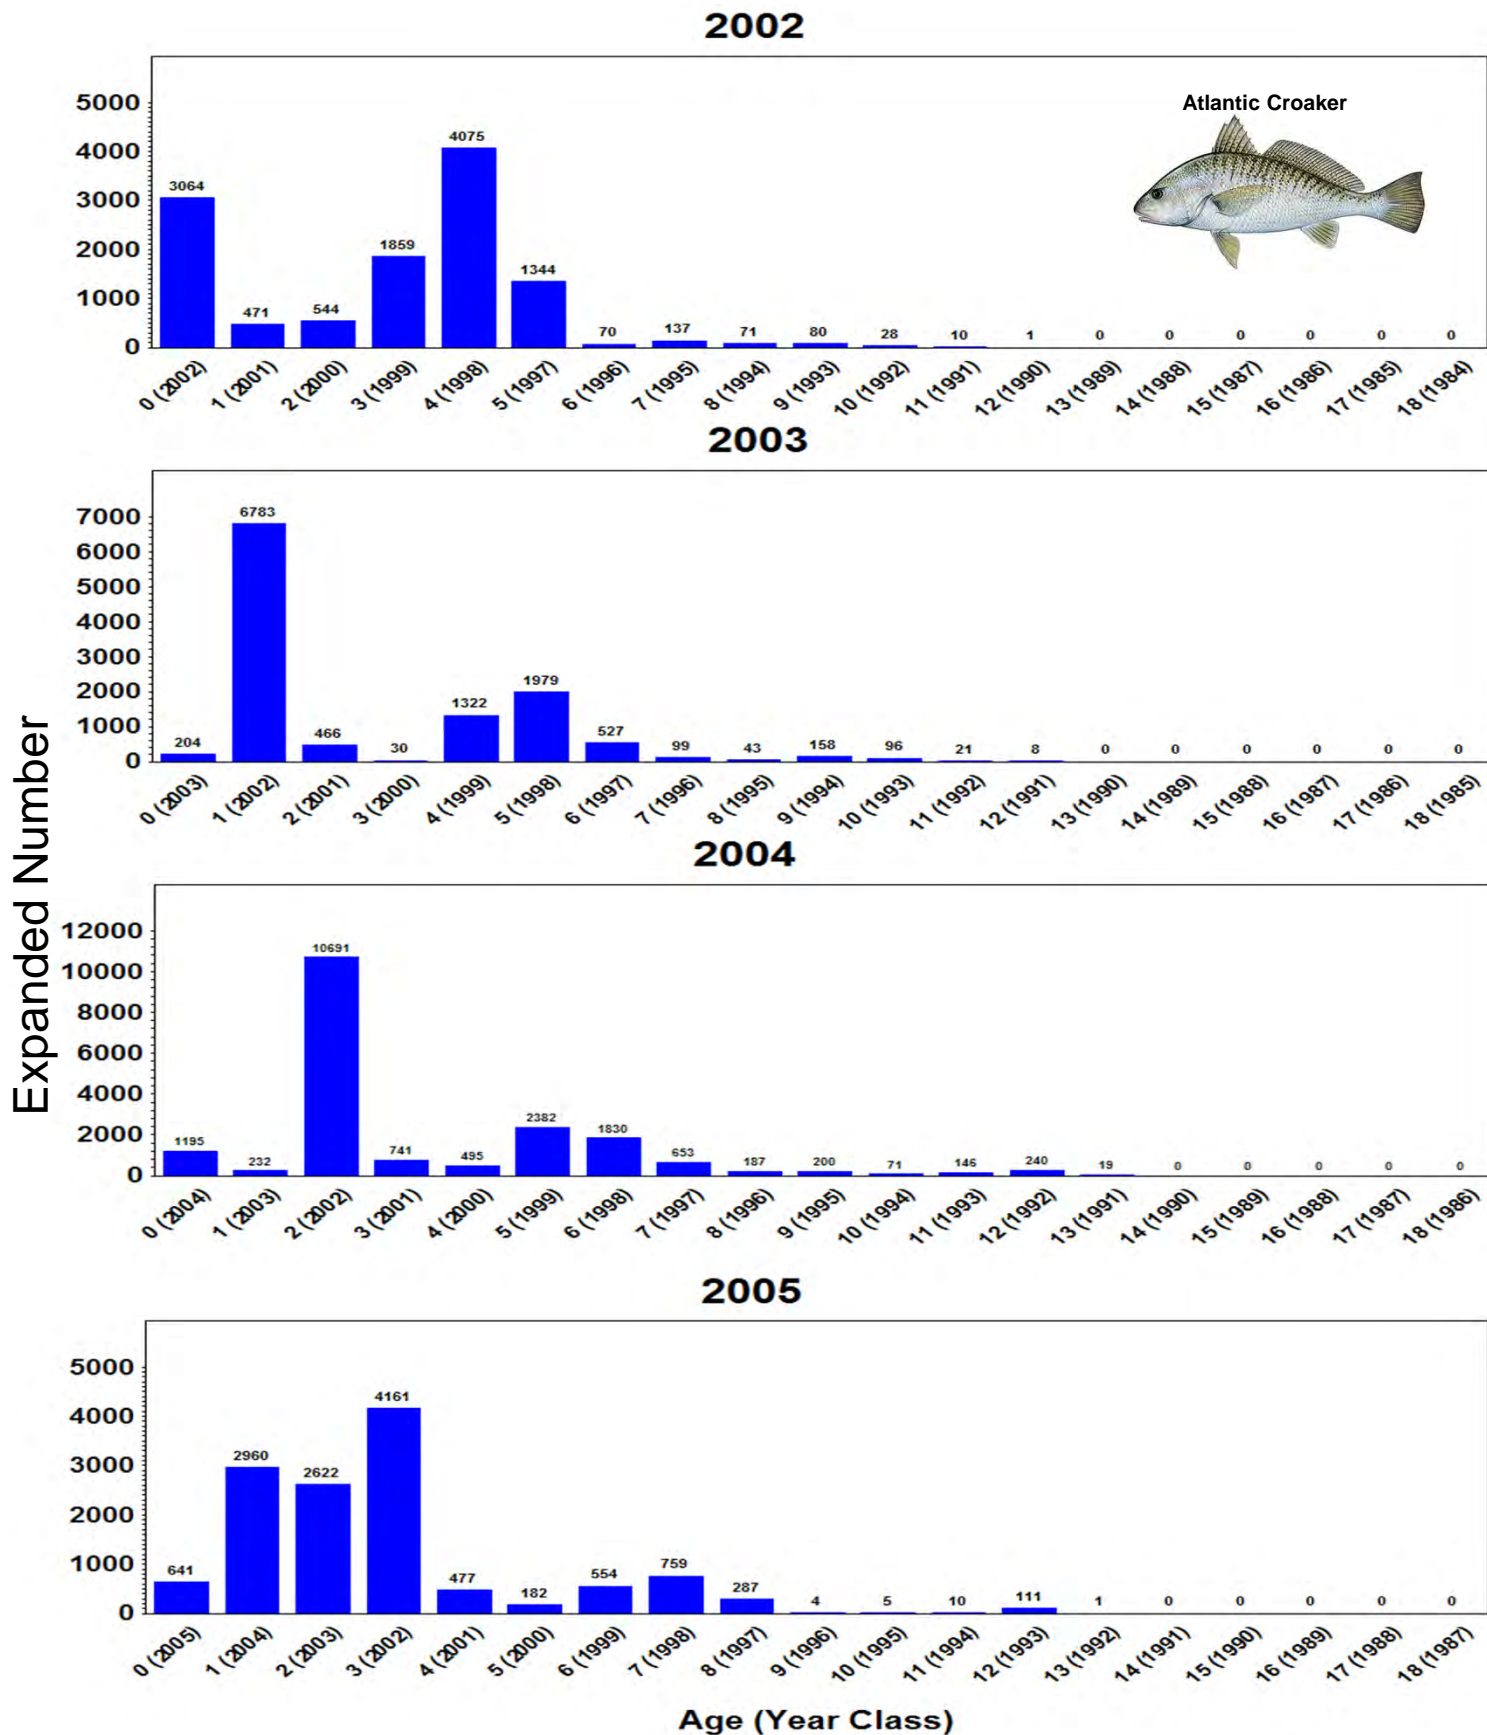 2002
Atlantic Croaker
5000
4000
3000
2000
1000
0
3064 471 544 1859 4075 1344 70 137 71 80 28 10 1 0 0 0 0 0 0
0 (2002) 1 (2001) 2 (2000) 3 (1999) 4 (1998) 5 (1997) 6 (1996) 7 (1995) 8 (1994) 9 (1993) 10 (1992) 11 (1991) 12 (1990) 13 (1989) 14 (1988) 15 (1987) 16 (1986) 17 (1985) 18 (1984)
2003
7000
6000
5000
4000
3000
2000
1000
0
204 6783 466 30 1322 1979 527 99 43 158 96 21 8 0 0 0 0 0 0
0 (2003) 1 (2002) 2 (2001) 3 (2000) 4 (1999) 5 (1998) 6 (1997) 7 (1996) 8 (1995) 9 (1994) 10 (1993) 11 (1992) 12 (1991) 13 (1990) 14 (1989) 15 (1988) 16 (1987) 17 (1986) 18 (1985)
Expanded Number
2004
12000
10000
8000
6000
4000
2000
0
1195 232 10691 741 495 2382 1830 653 187 200 71 146 240 19 0 0 0 0 0
0 (2004) 1 (2003) 2 (2002) 3 (2001) 4 (2000) 5 (1999) 6 (1998) 7 (1997) 8 (1996) 9 (1995) 10 (1994) 11 (1993) 12 (1992) 13 (1991) 14 (1990) 15 (1989) 16 (1988) 17 (1987) 18 (1986)
2005
5000
4000
3000
2000
1000
0
641 2960 2622 4161 477 182 554 759 287 4 5 10 111 1 0 0 0 0 0
0 (2005) 1 (2004) 2 (2003) 3 (2002) 4 (2001) 5 (2000) 6 (1999) 7 (1998) 8 (1997) 9 (1996) 10 (1995) 11 (1994) 12 (1993) 13 (1992) 14 (1991) 15 (1990) 16 (1989) 17 (1988) 18 (1987)
Age (Year Class)